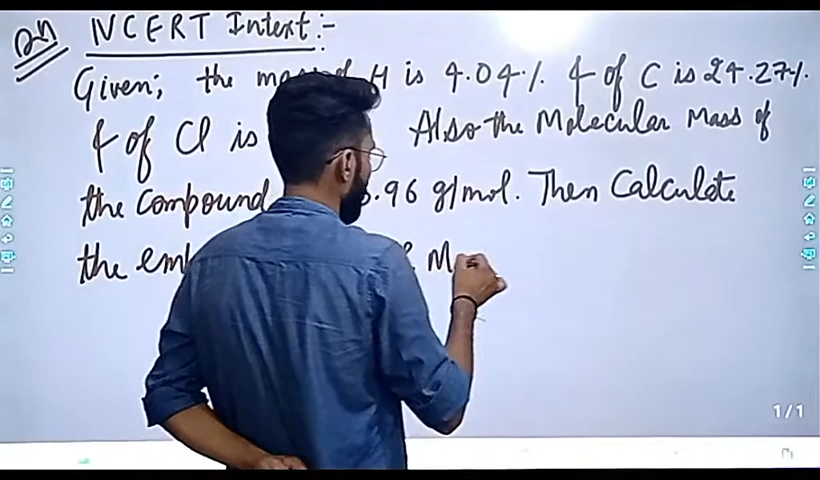 Qn NCERT Intext:-
Given; the mass of H is 4.04% & of C is 24.27%.
& of Cl is Also the Molecular Mass of
the Compound .96 g/mol. Then Calculate
the M
1/1